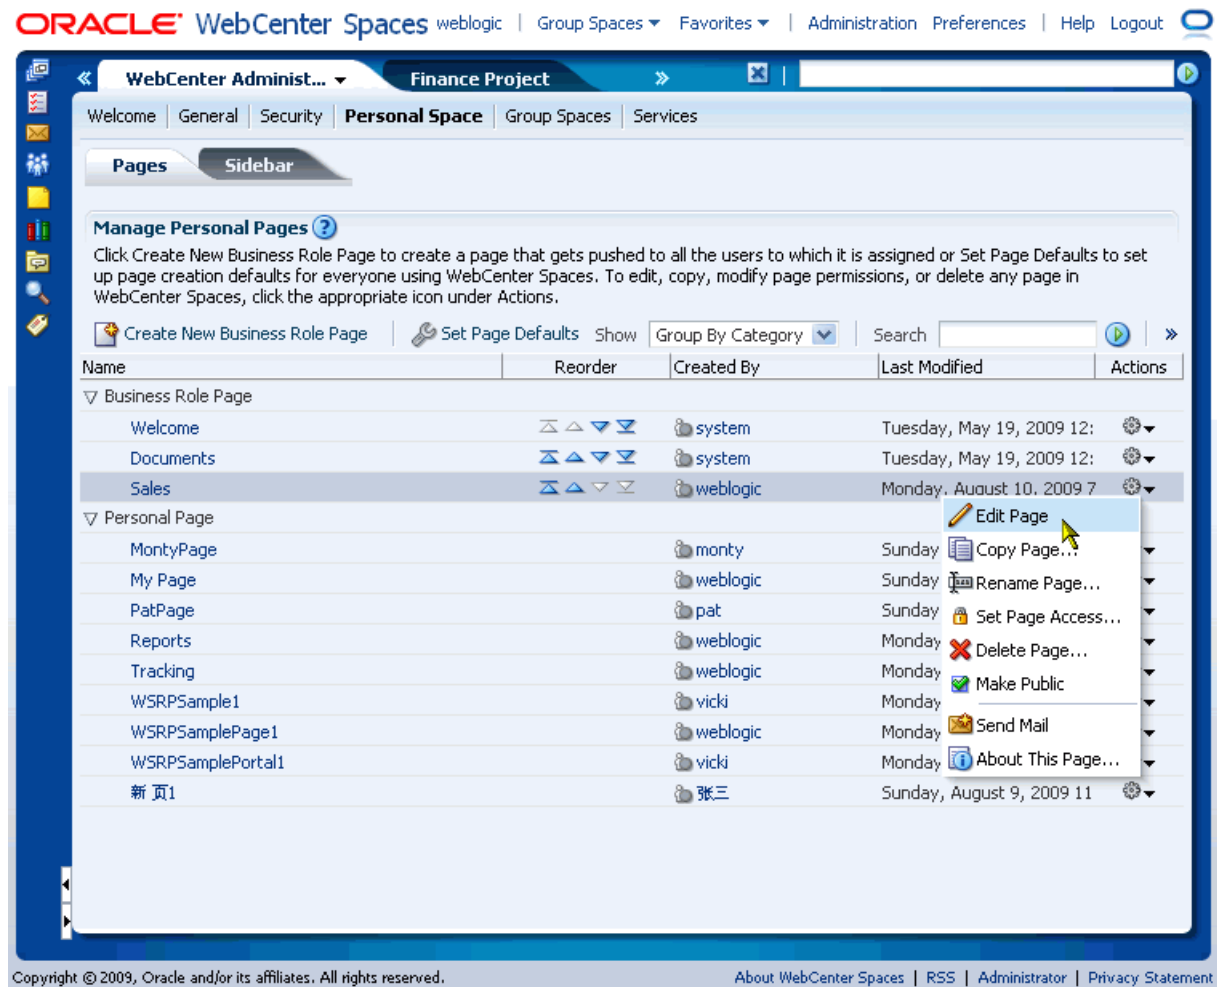 ORACLE WebCenter Spaces weblogic | Group Spaces Favorites | Administration Preferences | Help Logout
WebCenter Administ... Finance Project
Welcome General Security Personal Space Group Spaces Services
Pages Sidebar
Manage Personal Pages ?
Click Create New Business Role Page to create a page that gets pushed to all the users to which it is assigned or Set Page Defaults to set
up page creation defaults for everyone using WebCenter Spaces. To edit, copy, modify page permissions, or delete any page in
WebCenter Spaces, click the appropriate icon under Actions.
Create New Business Role Page Set Page Defaults Show Group By Category Search
Name Reorder Created By Last Modified Actions
Business Role Page
Welcome system Tuesday, May 19, 2009 12:
Documents system Tuesday, May 19, 2009 12:
Sales weblogic Monday, August 10, 2009 7
Personal Page
MontyPage monty Sunday
My Page weblogic Sunday
PatPage pat Sunday
Reports weblogic Monday
Tracking weblogic Monday
WSRPSample1 vicki Monday
WSRPSamplePage1 weblogic Monday
WSRPSamplePortal1 vicki Monday
新 页1 张三 Sunday, August 9, 2009 11
Edit Page
Copy Page...
Rename Page...
Set Page Access...
Delete Page...
Make Public
Send Mail
About This Page...
Copyright © 2009, Oracle and/or its affiliates. All rights reserved. About WebCenter Spaces | RSS | Administrator | Privacy Statement